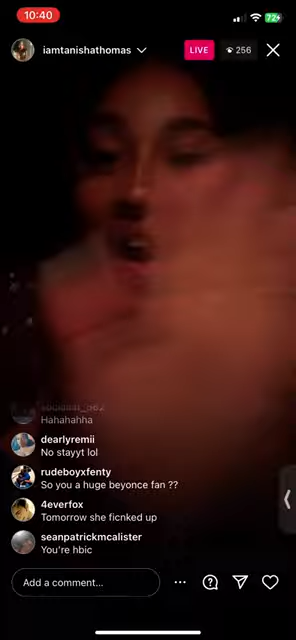 10:40
72
iamtanishathomas
LIVE
256
Hahahahha
dearlyremii
No stayyt lol
rudeboyxfenty
So you a huge beyonce fan ??
4everfox
Tomorrow she ficnked up
seanpatrickmcalister
You're hbic
Add a comment...